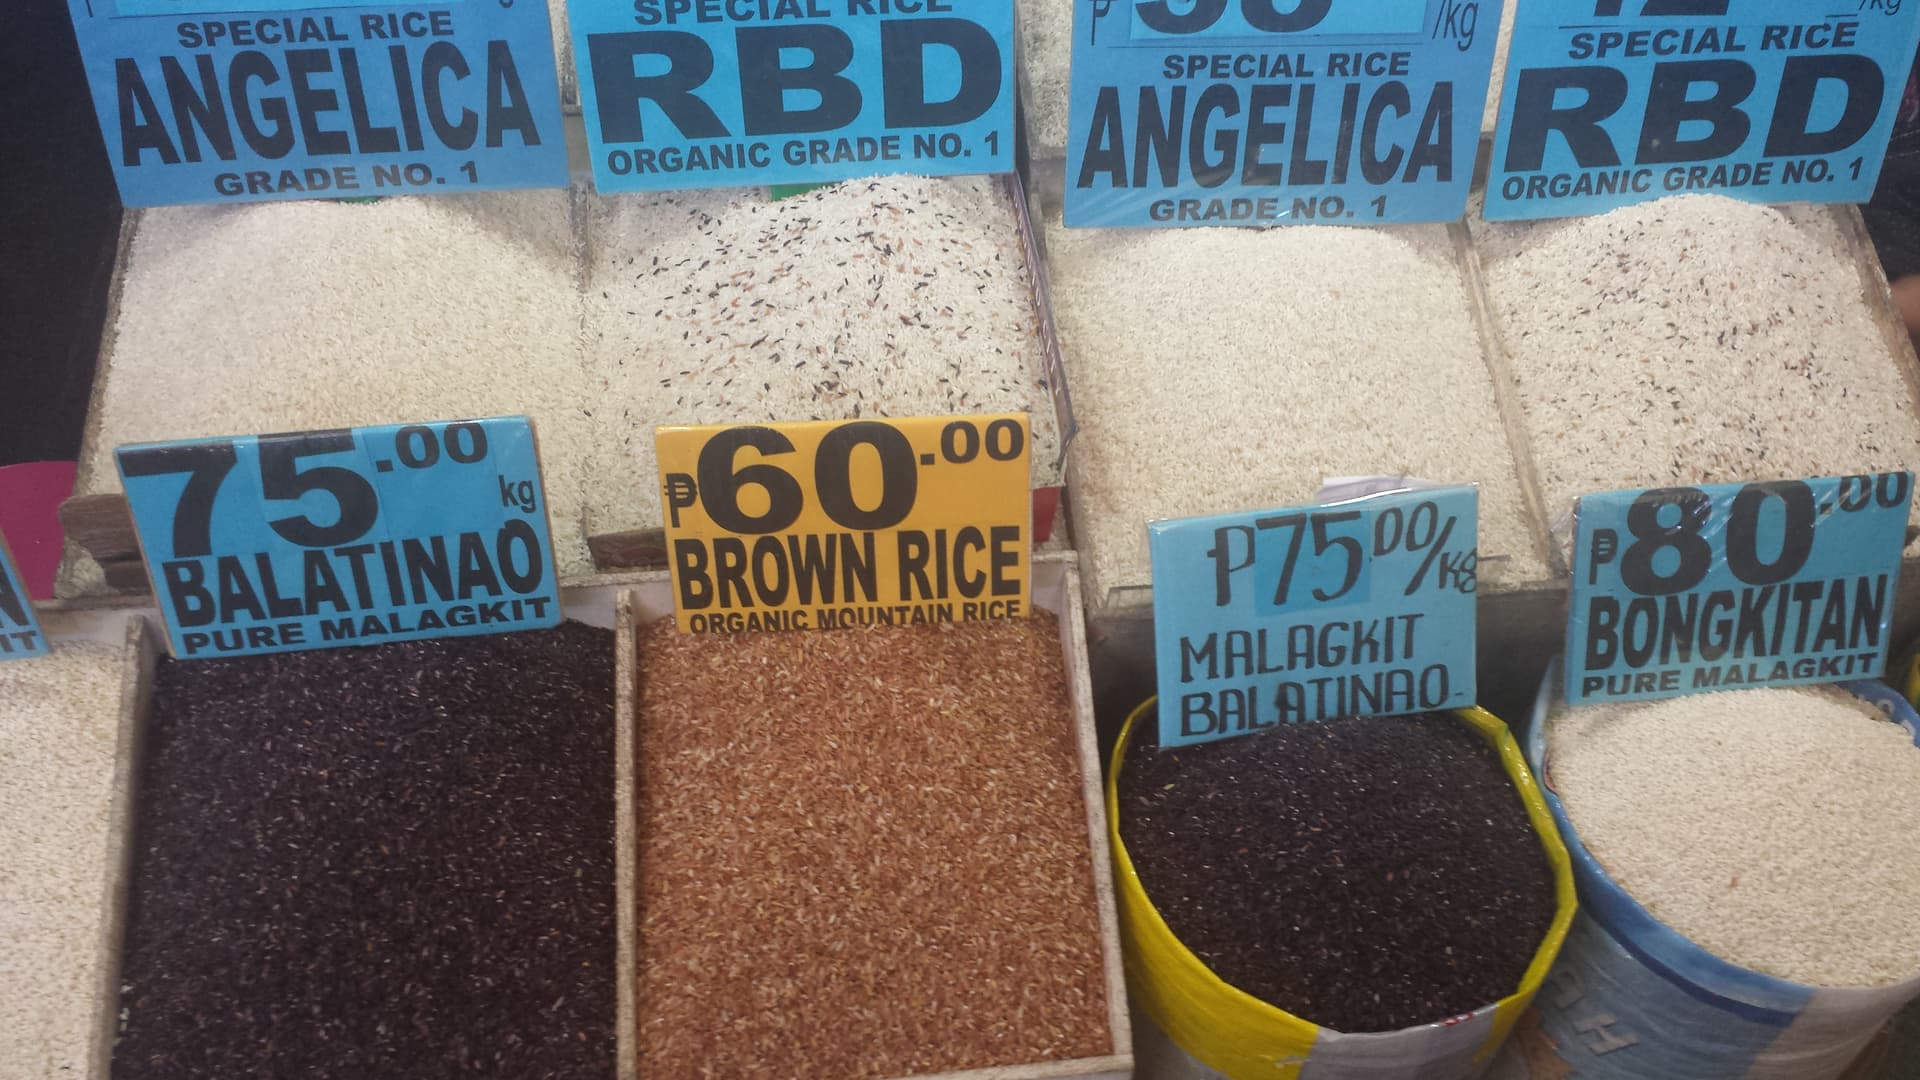 SPECIAL RICE
ANGELICA
GRADE NO. 1
SPECIAL RICE
RBD
ORGANIC GRADE NO. 1
₱ 38 /kg
SPECIAL RICE
ANGELICA
GRADE NO. 1
42 /kg
SPECIAL RICE
RBD
ORGANIC GRADE NO. 1
75.00
kg
BALATINAO
PURE MALAGKIT
₱60.00
BROWN RICE
ORGANIC MOUNTAIN RICE
₱75.00/kg
MALAGKIT
BALATINAO
₱80.00
BONGKITAN
PURE MALAGKIT